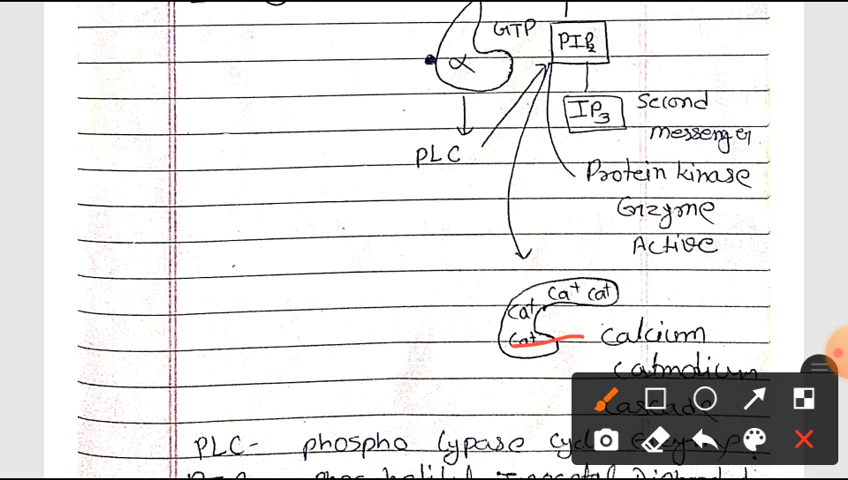 GTP
PIP2
α
IP3 Second
messenger
PLC
Protein kinase
Enzyme
Active
Ca+ Ca+
Ca+
Ca+
Calcium
Calmodium
Cascade
PLC- phospho Lypase